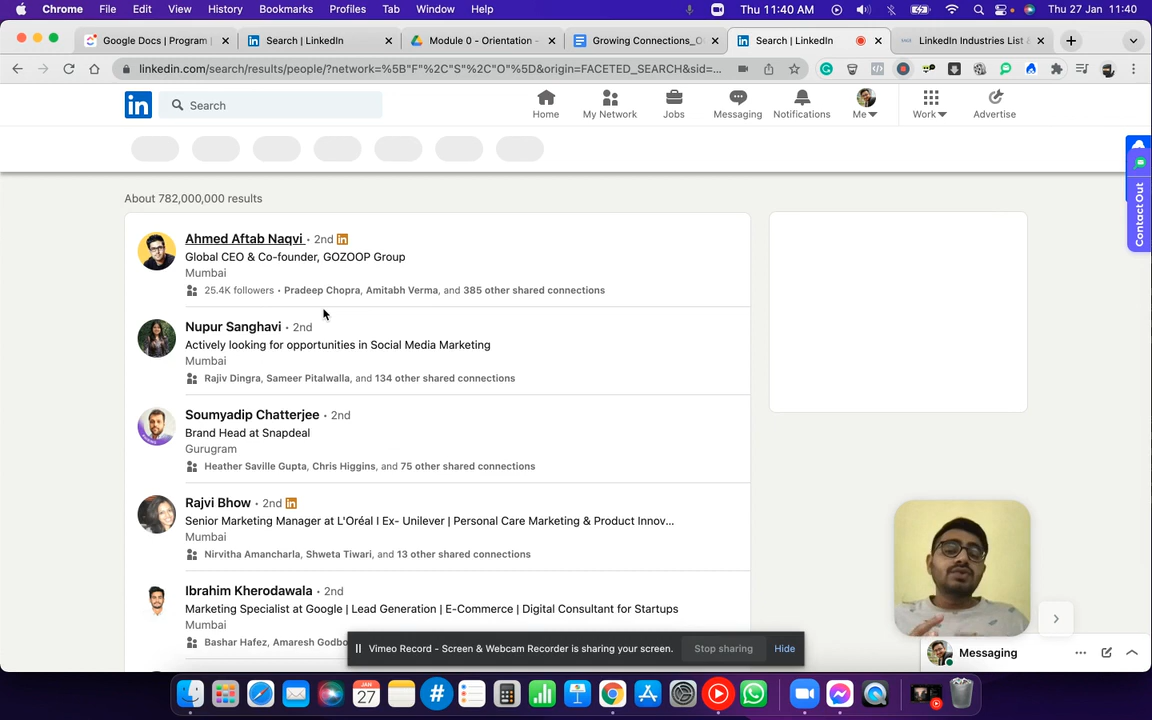 Chrome File Edit View History Bookmarks Profiles Tab Window Help Thu 11:40 AM Thu 27 Jan 11:40
Google Docs | Program | Search | LinkedIn Module 0 - Orientation - Growing Connections_O Search | LinkedIn LinkedIn Industries List &
linkedin.com/search/results/people/?network=%5B"F"%2C"S"%2C"O"%5D&origin=FACETED_SEARCH&sid=...
in Search Home My Network Jobs Messaging Notifications Me Work Advertise
About 782,000,000 results
Ahmed Aftab Naqvi • 2nd in
Global CEO & Co-founder, GOZOOP Group
Mumbai
25.4K followers • Pradeep Chopra, Amitabh Verma, and 385 other shared connections
Nupur Sanghavi • 2nd
Actively looking for opportunities in Social Media Marketing
Mumbai
Rajiv Dingra, Sameer Pitalwalla, and 134 other shared connections
Soumyadip Chatterjee • 2nd
Brand Head at Snapdeal
Gurugram
Heather Saville Gupta, Chris Higgins, and 75 other shared connections
Rajvi Bhow • 2nd in
Senior Marketing Manager at L'Oréal I Ex- Unilever | Personal Care Marketing & Product Innov...
Mumbai
Nirvitha Amancharla, Shweta Tiwari, and 13 other shared connections
Ibrahim Kherodawala • 2nd
Marketing Specialist at Google | Lead Generation | E-Commerce | Digital Consultant for Startups
Mumbai
Bashar Hafez, Amaresh Godbo
Contact Out
Vimeo Record - Screen & Webcam Recorder is sharing your screen. Stop sharing Hide
Messaging
JAN
27